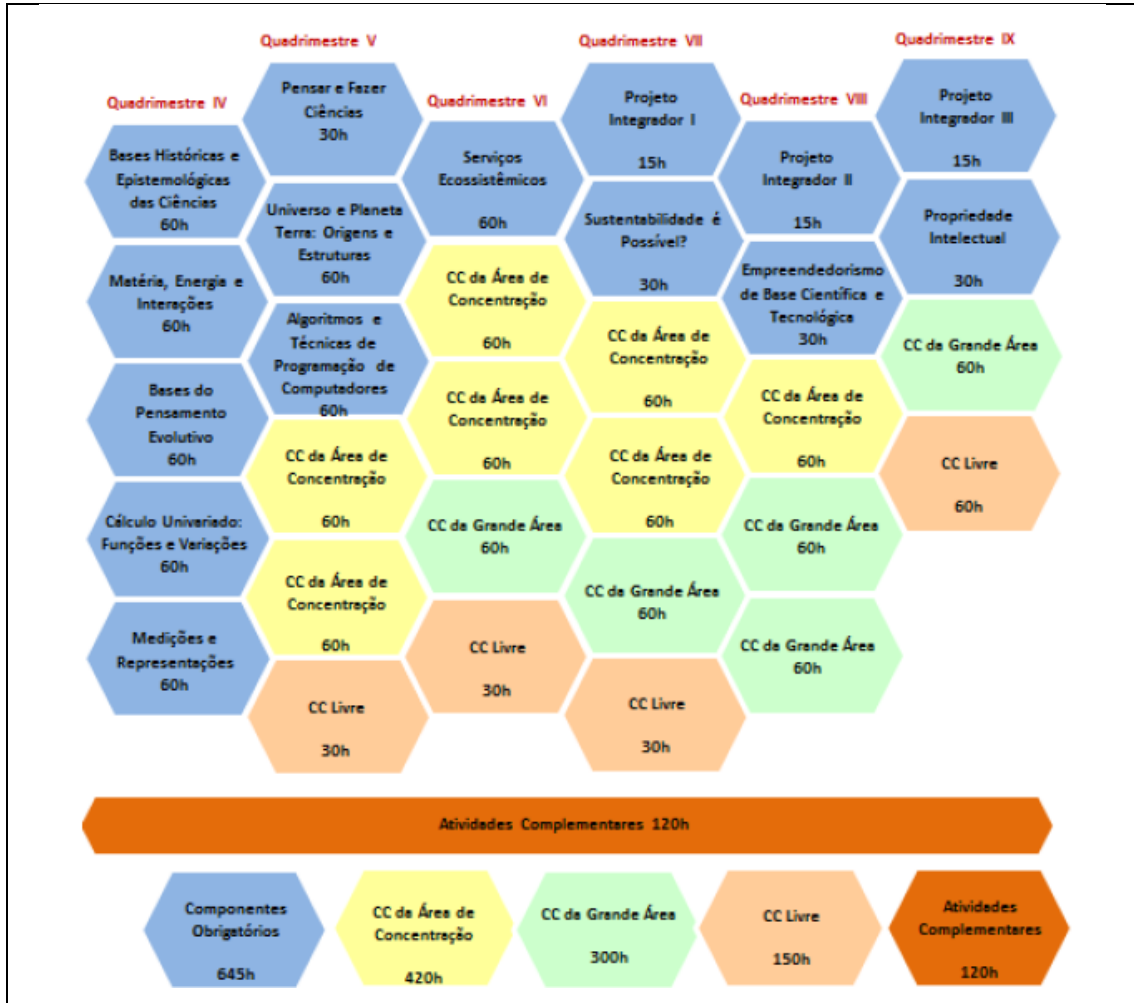 Quadrimestre IV
Bases Históricas e
Epistemológicas
das Ciências
60h
Matéria, Energia e
Interações
60h
Bases do
Pensamento
Evolutivo
60h
Cálculo Univariado:
Funções e Variações
60h
Medições e
Representações
60h
Quadrimestre V
Pensar e Fazer
Ciências
30h
Universo e Planeta
Terra: Origens e
Estruturas
60h
Algoritmos e
Técnicas de
Programação de
Computadores
60h
CC da Área de
Concentração
60h
CC da Área de
Concentração
60h
CC Livre
30h
Quadrimestre VI
Serviços
Ecossistêmicos
60h
CC da Área de
Concentração
60h
CC da Área de
Concentração
60h
CC da Grande Área
60h
CC Livre
30h
Quadrimestre VII
Projeto
Integrador I
15h
Sustentabilidade é
Possível?
30h
CC da Área de
Concentração
60h
CC da Área de
Concentração
60h
CC da Grande Área
60h
CC Livre
30h
Quadrimestre VIII
Projeto
Integrador II
15h
Empreendedorismo
de Base Científica e
Tecnológica
30h
CC da Área de
Concentração
60h
CC da Grande Área
60h
CC da Grande Área
60h
Quadrimestre IX
Projeto
Integrador III
15h
Propriedade
Intelectual
30h
CC da Grande Área
60h
CC Livre
60h
Atividades Complementares 120h
Componentes
Obrigatórios
645h
CC da Área de
Concentração
420h
CC da Grande Área
300h
CC Livre
150h
Atividades
Complementares
120h